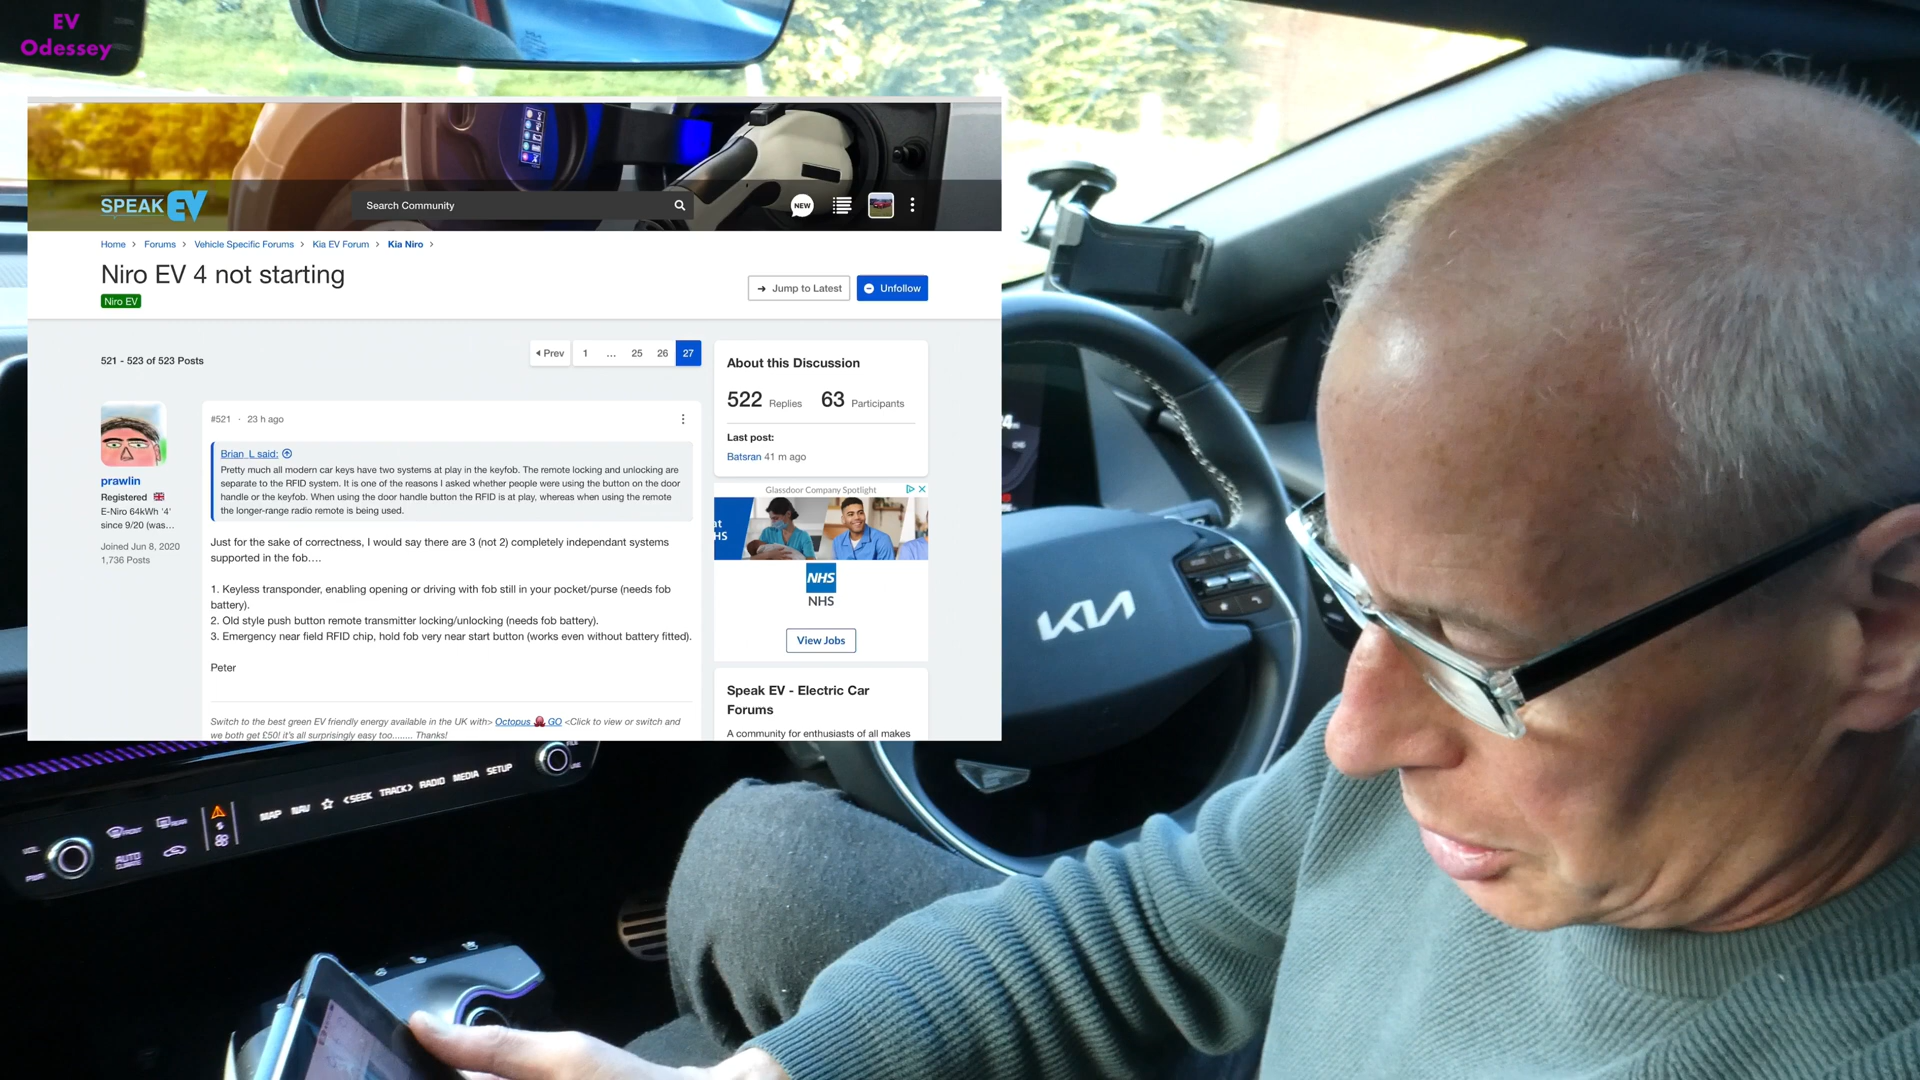 EV
Odessey
SPEAK EV
Search Community
NEW
Home > Forums > Vehicle Specific Forums > Kia EV Forum > Kia Niro >
Niro EV 4 not starting
Niro EV
Jump to Latest
Unfollow
521 - 523 of 523 Posts
Prev 1 ... 25 26 27
prawlin
Registered
E-Niro 64kWh '4'
since 9/20 (was...
Joined Jun 8, 2020
1,736 Posts
#521 · 23 h ago
Brian_L said:
Pretty much all modern car keys have two systems at play in the keyfob. The remote locking and unlocking are
separate to the RFID system. It is one of the reasons I asked whether people were using the button on the door
handle or the keyfob. When using the door handle button the RFID is at play, whereas when using the remote
the longer-range radio remote is being used.
Just for the sake of correctness, I would say there are 3 (not 2) completely independant systems
supported in the fob....
1. Keyless transponder, enabling opening or driving with fob still in your pocket/purse (needs fob
battery).
2. Old style push button remote transmitter locking/unlocking (needs fob battery).
3. Emergency near field RFID chip, hold fob very near start button (works even without battery fitted).
Peter
Switch to the best green EV friendly energy available in the UK with> Octopus GO <Click to view or switch and
we both get £50! it's all surprisingly easy too........ Thanks!
About this Discussion
522 Replies 63 Participants
Last post:
Batsran 41 m ago
Glassdoor Company Spotlight
at
HS
NHS
NHS
View Jobs
Speak EV - Electric Car
Forums
A community for enthusiasts of all makes
KIA
MAP NAV ☆ <SEEK TRACK> RADIO MEDIA SETUP
VOL
PWR
FRONT
REAR
AUTO
CLIMATE